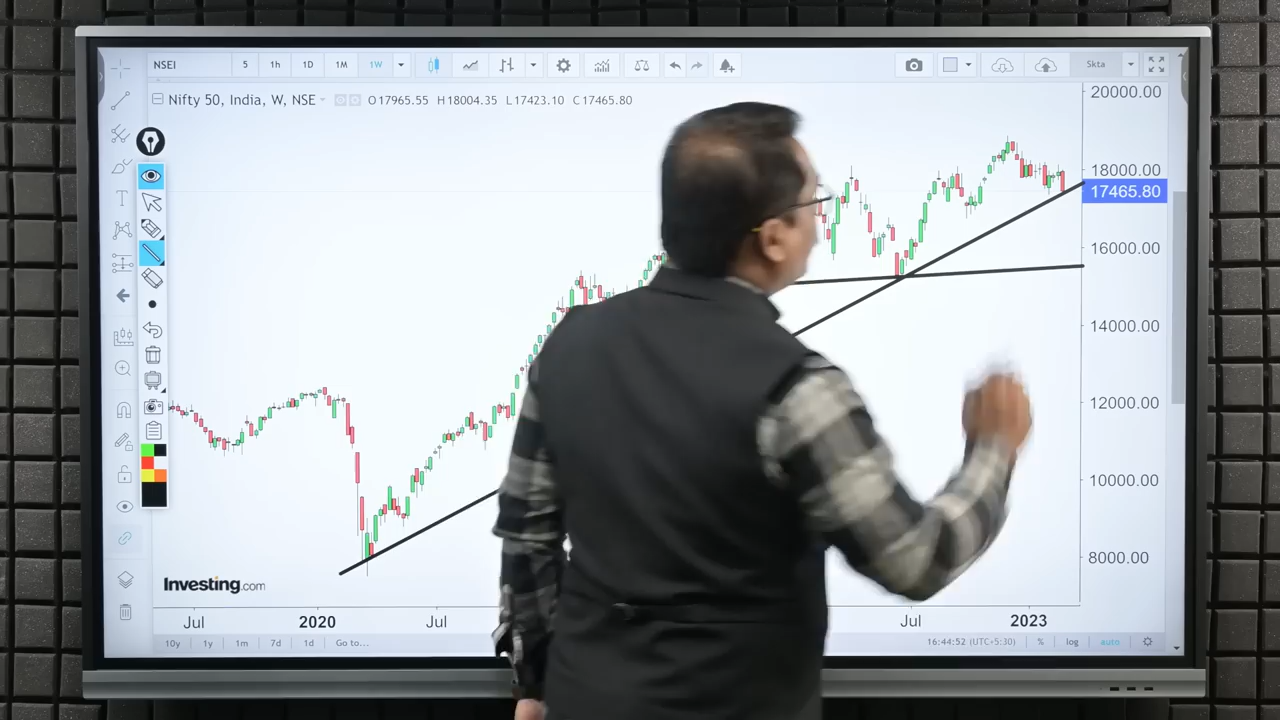 NSEI 5 1h 1D 1M 1W Skta
Nifty 50, India, W, NSE O17965.55 H18004.35 L17423.10 C17465.80
20000.00
18000.00
17465.80
16000.00
14000.00
12000.00
10000.00
8000.00
Investing.com
Jul 2020 Jul Jul 2023
10y 1y 1m 7d 1d Go to... 16:44:52 (UTC+5:30) % log auto